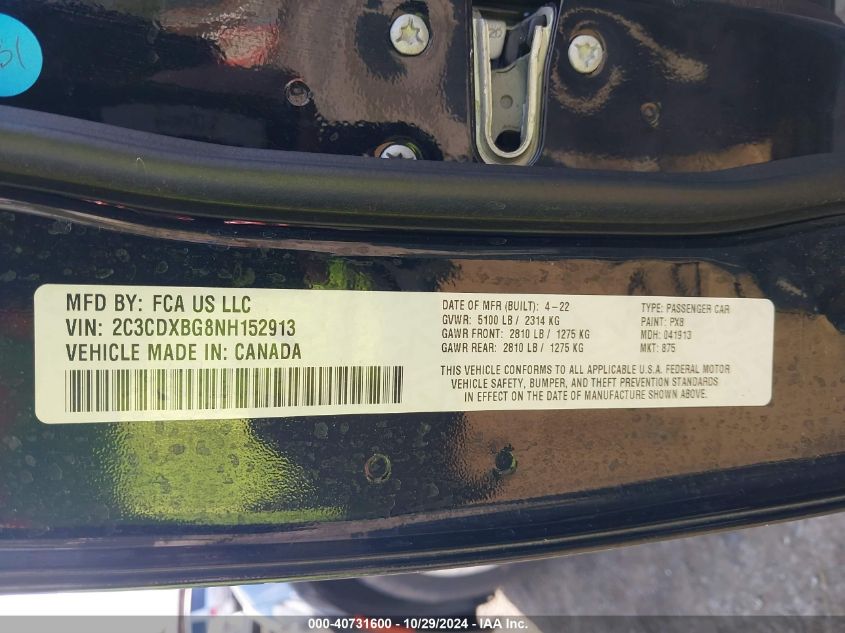 20
MFD BY: FCA US LLC
VIN: 2C3CDXBG8NH152913
VEHICLE MADE IN: CANADA
DATE OF MFR (BUILT): 4-22
GVWR: 5100 LB / 2314 KG
GAWR FRONT: 2810 LB / 1275 KG
GAWR REAR: 2810 LB / 1275 KG
TYPE: PASSENGER CAR
PAINT: PX8
MDH: 041913
MKT: 875
THIS VEHICLE CONFORMS TO ALL APPLICABLE U.S.A. FEDERAL MOTOR
VEHICLE SAFETY, BUMPER, AND THEFT PREVENTION STANDARDS
IN EFFECT ON THE DATE OF MANUFACTURE SHOWN ABOVE.
000-40731600 - 10/29/2024 - IAA Inc.